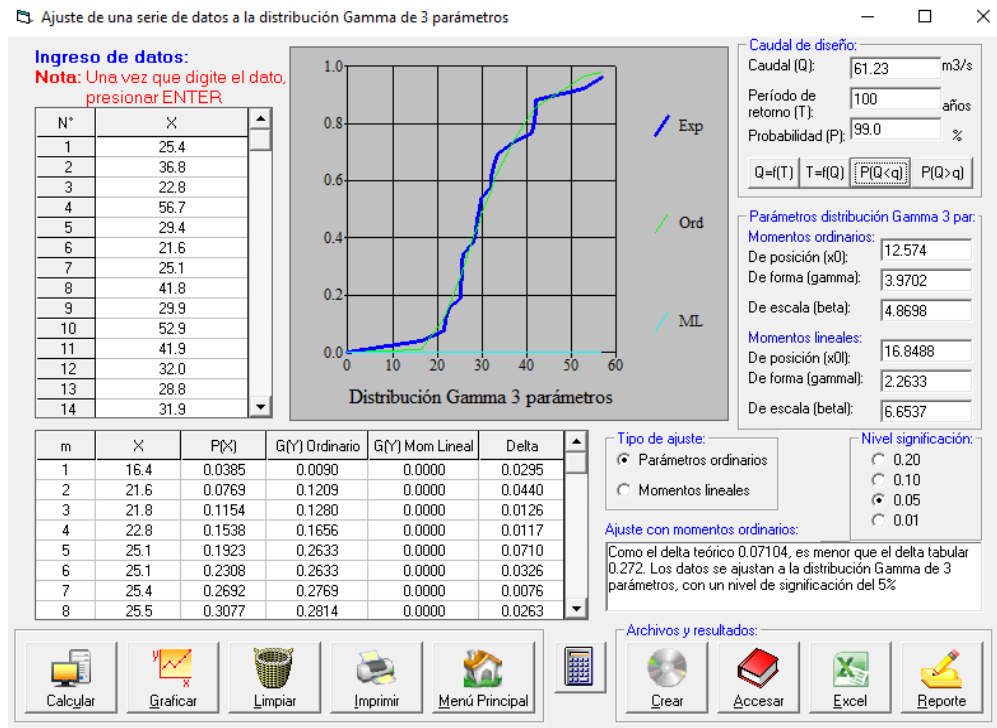 Ajuste de una serie de datos a la distribución Gamma de 3 parámetros
Ingreso de datos:
Nota: Una vez que digite el dato,
presionar ENTER
N° X
1 25.4
2 36.8
3 22.8
4 56.7
5 29.4
6 21.6
7 25.1
8 41.8
9 29.9
10 52.9
11 41.9
12 32.0
13 28.8
14 31.9
1.0
0.8
0.6
0.4
0.2
0.0
0 10 20 30 40 50 60
Distribución Gamma 3 parámetros
Exp
Ord
ML
Caudal de diseño:
Caudal (Q): 61.23 m3/s
Período de
retorno (T): 100 años
Probabilidad (P): 99.0 %
Q=f(T) T=f(Q) P(Q<q) P(Q>q)
Parámetros distribución Gamma 3 par:
Momentos ordinarios:
De posición (x0): 12.574
De forma (gamma): 3.9702
De escala (beta): 4.8698
Momentos lineales:
De posición (x0l): 16.8488
De forma (gammal): 2.2633
De escala (betal): 6.6537
m X P(X) G(Y) Ordinario G(Y) Mom Lineal Delta
1 16.4 0.0385 0.0090 0.0000 0.0295
2 21.6 0.0769 0.1209 0.0000 0.0440
3 21.8 0.1154 0.1280 0.0000 0.0126
4 22.8 0.1538 0.1656 0.0000 0.0117
5 25.1 0.1923 0.2633 0.0000 0.0710
6 25.1 0.2308 0.2633 0.0000 0.0326
7 25.4 0.2692 0.2769 0.0000 0.0076
8 25.5 0.3077 0.2814 0.0000 0.0263
Tipo de ajuste:
Parámetros ordinarios
Momentos lineales
Nivel significación:
0.20
0.10
0.05
0.01
Ajuste con momentos ordinarios:
Como el delta teórico 0.07104, es menor que el delta tabular
0.272. Los datos se ajustan a la distribución Gamma de 3
parámetros, con un nivel de significación del 5%
Calcular Graficar Limpiar Imprimir Menú Principal
Archivos y resultados:
Crear Accesar Excel Reporte